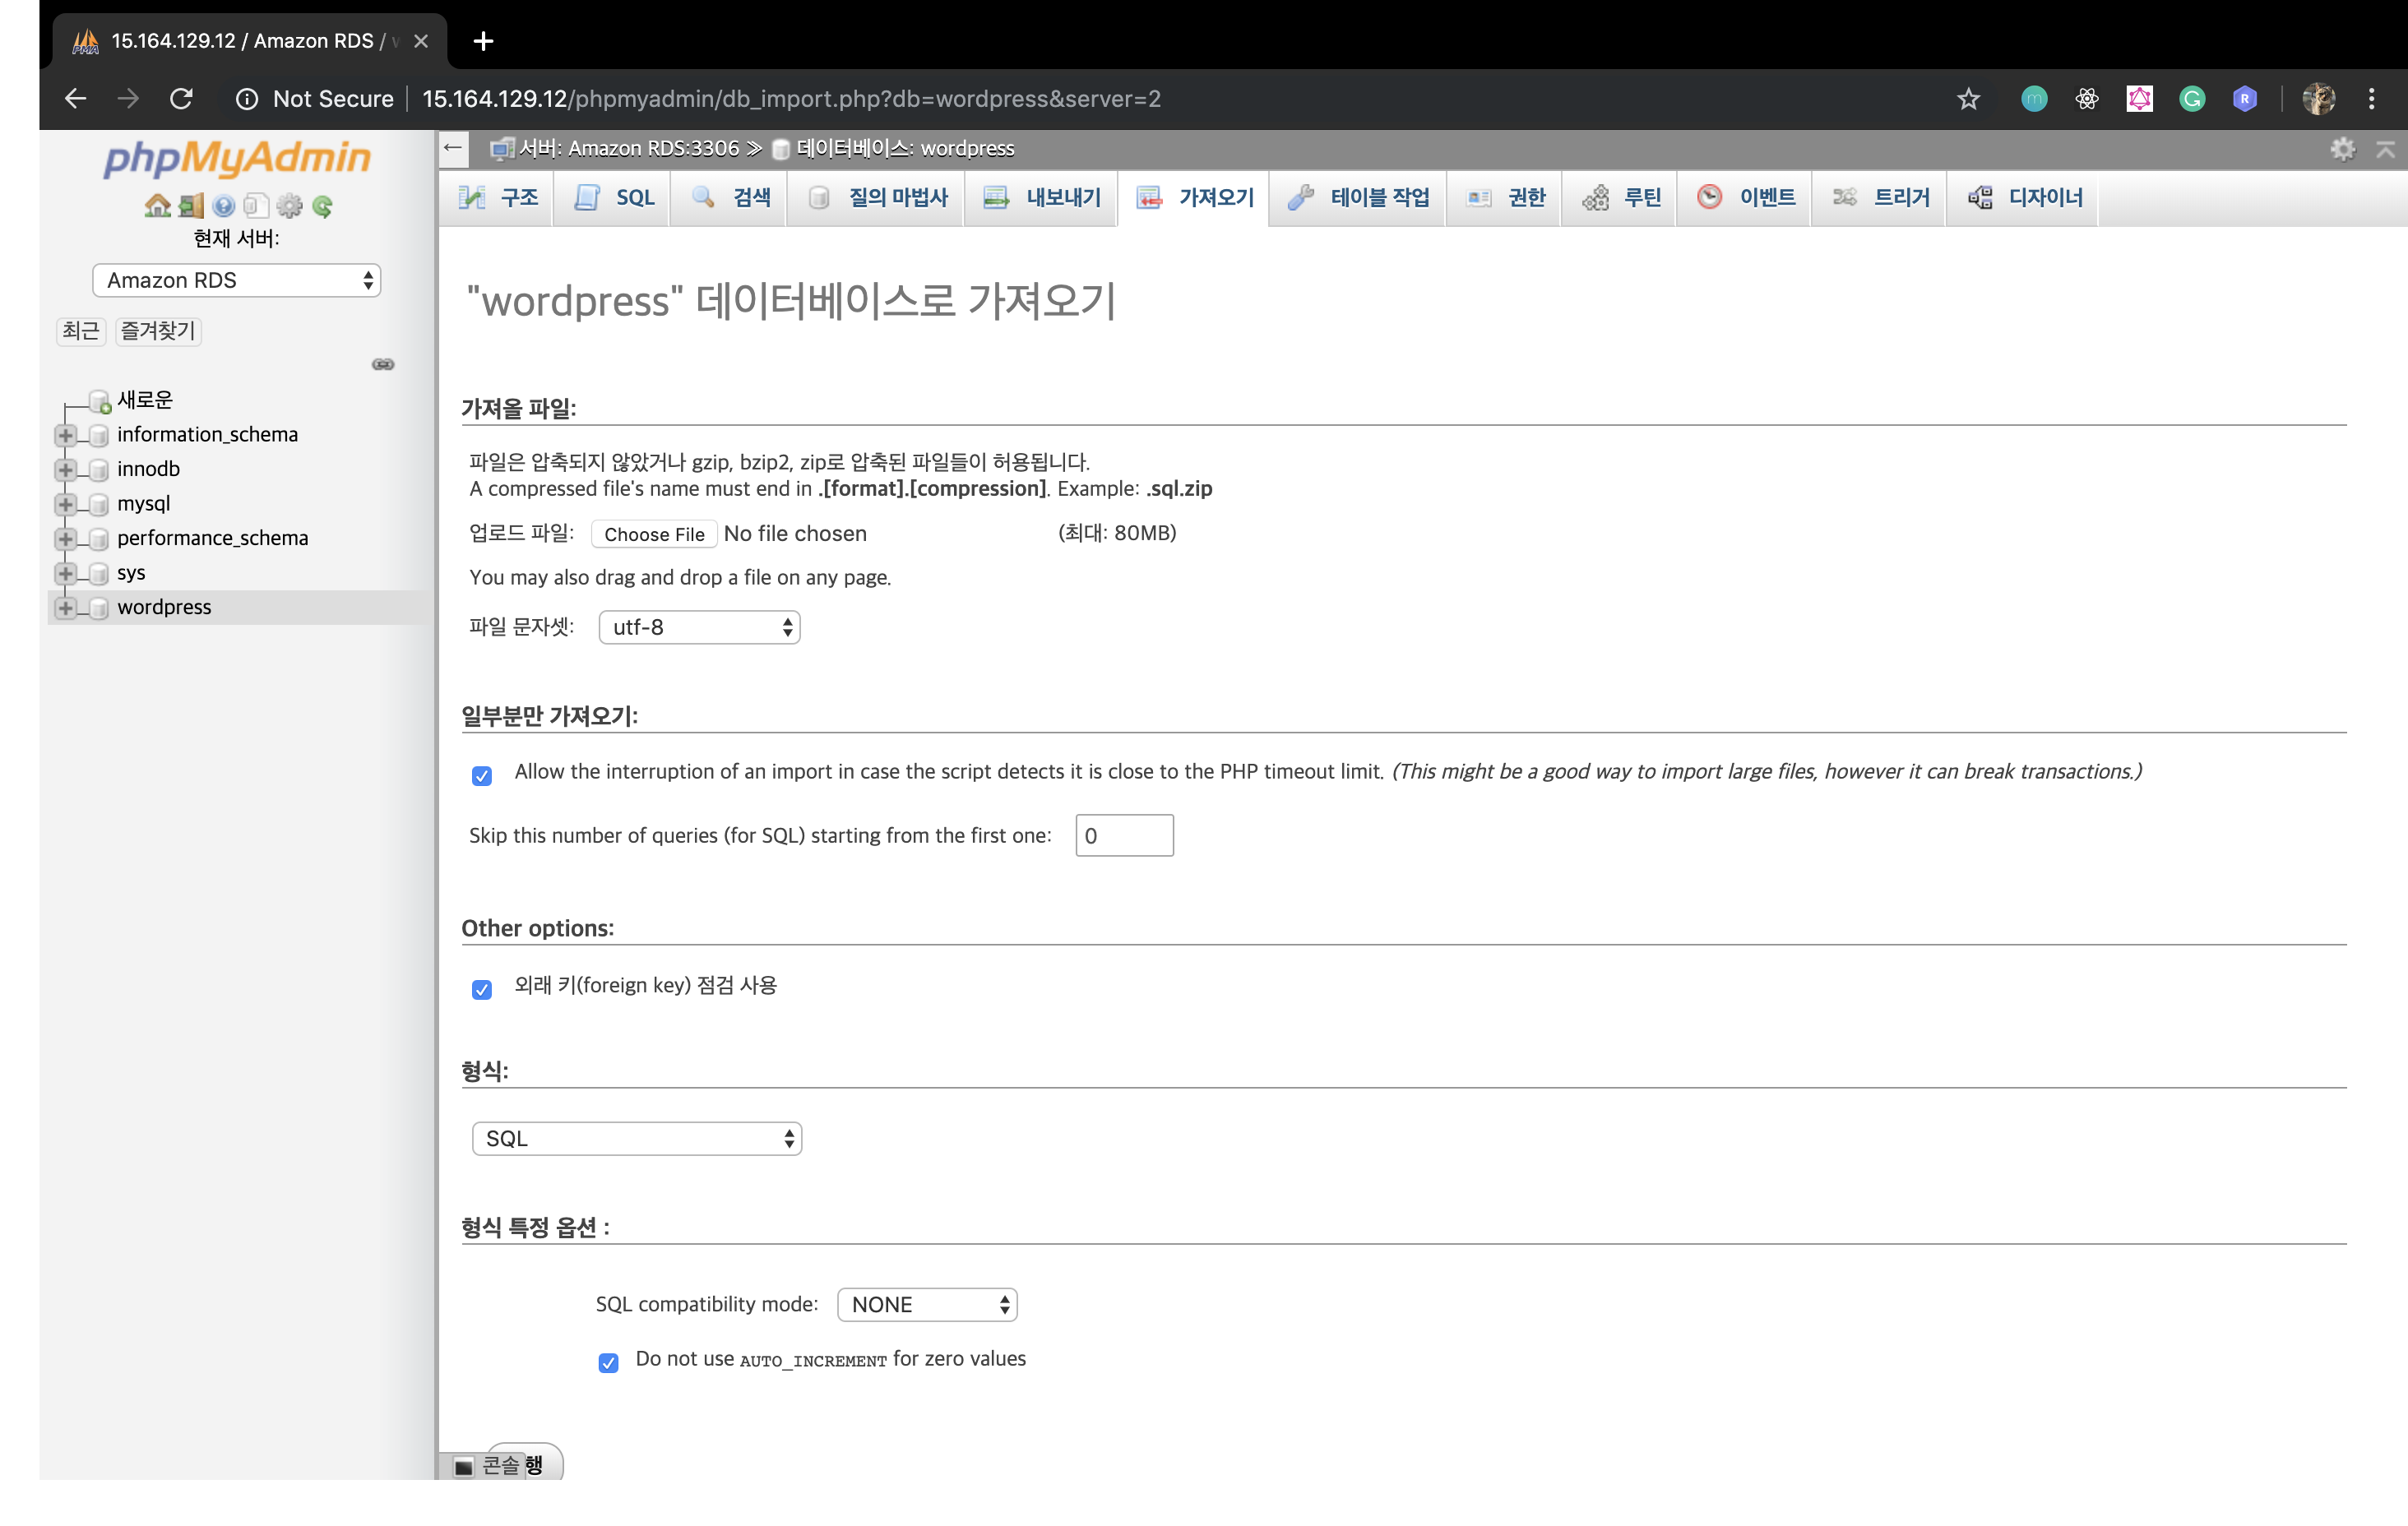 15.164.129.12 / Amazon RDS /
Not Secure
15.164.129.12/phpmyadmin/db_import.php?db=wordpress&server=2
phpMyAdmin
현재 서버:
Amazon RDS
최근 즐겨찾기
새로운
information_schema
innodb
mysql
performance_schema
sys
wordpress
서버: Amazon RDS:3306 » 데이터베이스: wordpress
구조 SQL 검색 질의 마법사 내보내기 가져오기 테이블 작업 권한 루틴 이벤트 트리거 디자이너
"wordpress" 데이터베이스로 가져오기
가져올 파일:
파일은 압축되지 않았거나 gzip, bzip2, zip로 압축된 파일들이 허용됩니다.
A compressed file's name must end in .[format].[compression]. Example: .sql.zip
업로드 파일: Choose File No file chosen (최대: 80MB)
You may also drag and drop a file on any page.
파일 문자셋: utf-8
일부분만 가져오기:
Allow the interruption of an import in case the script detects it is close to the PHP timeout limit. (This might be a good way to import large files, however it can break transactions.)
Skip this number of queries (for SQL) starting from the first one: 0
Other options:
외래 키(foreign key) 점검 사용
형식:
SQL
형식 특정 옵션 :
SQL compatibility mode: NONE
Do not use AUTO_INCREMENT for zero values
콘솔 행